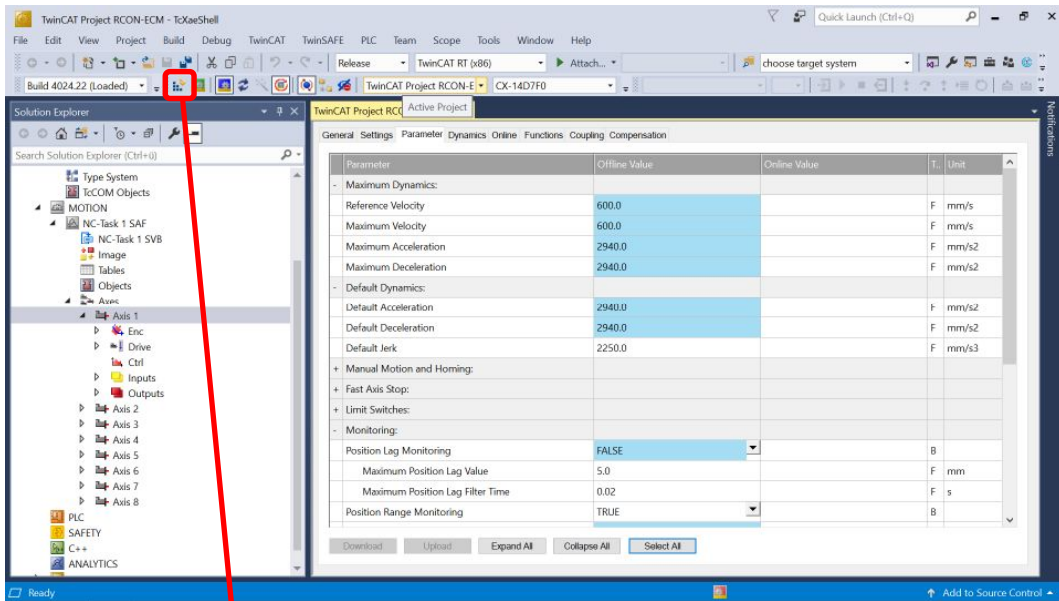 TwinCAT Project RCON-ECM - TcXaeShell
Quick Launch (Ctrl+Q)
File Edit View Project Build Debug TwinCAT TwinSAFE PLC Team Scope Tools Window Help
Release TwinCAT RT (x86) Attach... choose target system
Build 4024.22 (Loaded) TwinCAT Project RCON-E CX-14D7F0
Solution Explorer
TwinCAT Project RCO
Active Project
Notifications
Search Solution Explorer (Ctrl+ü)
Type System
TcCOM Objects
MOTION
NC-Task 1 SAF
NC-Task 1 SVB
Image
Tables
Objects
Axes
Axis 1
Enc
Drive
Ctrl
Inputs
Outputs
Axis 2
Axis 3
Axis 4
Axis 5
Axis 6
Axis 7
Axis 8
PLC
SAFETY
C++
ANALYTICS
General Settings Parameter Dynamics Online Functions Coupling Compensation
Parameter Offline Value Online Value T.. Unit
- Maximum Dynamics:
Reference Velocity 600.0 F mm/s
Maximum Velocity 600.0 F mm/s
Maximum Acceleration 2940.0 F mm/s2
Maximum Deceleration 2940.0 F mm/s2
- Default Dynamics:
Default Acceleration 2940.0 F mm/s2
Default Deceleration 2940.0 F mm/s2
Default Jerk 2250.0 F mm/s3
+ Manual Motion and Homing:
+ Fast Axis Stop:
+ Limit Switches:
- Monitoring:
Position Lag Monitoring FALSE B
Maximum Position Lag Value 5.0 F mm
Maximum Position Lag Filter Time 0.02 F s
Position Range Monitoring TRUE B
Download Upload Expand All Collapse All Select All
Ready
Add to Source Control